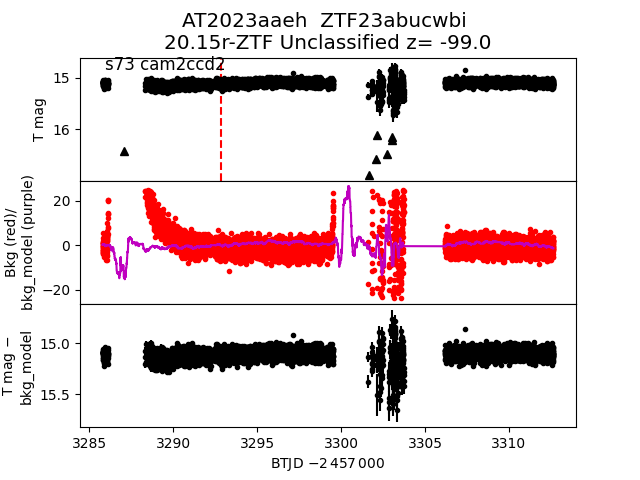 AT2023aaeh  ZTF23abucwbi
20.15r-ZTF Unclassified z= -99.0
s73 cam2ccd2
15
16
T mag
20
0
−20
Bkg (red)/
bkg_model (purple)
15.0
15.5
T mag −
bkg_model
3285
3290
3295
3300
3305
3310
BTJD −2 457 000